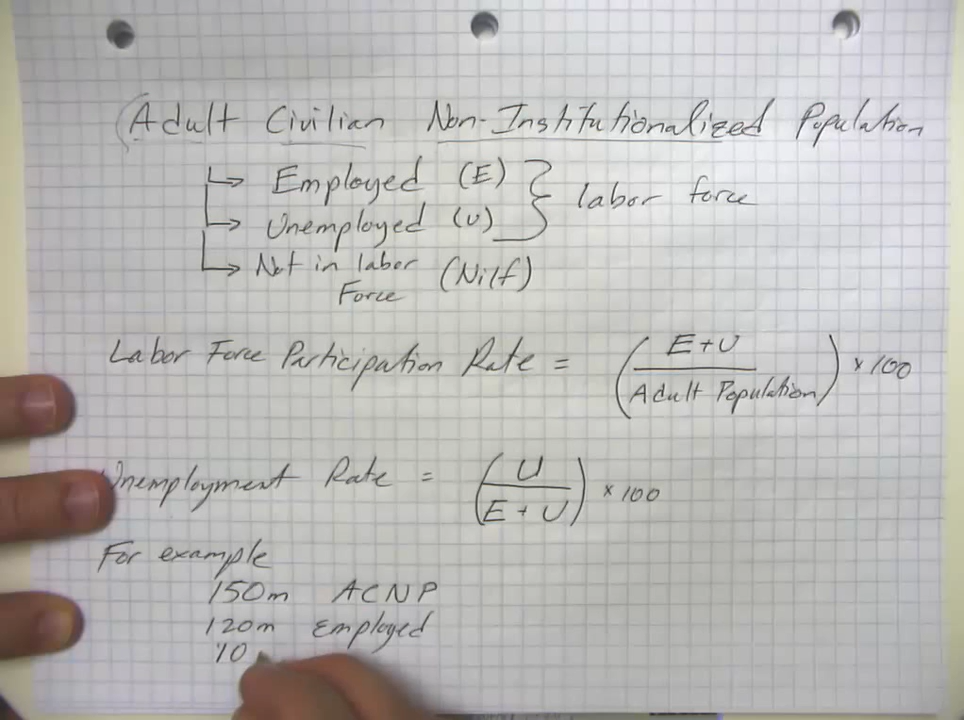 Adult Civilian Non-Institutionalized Population
↳ Employed (E) } labor force
↳ Unemployed (U)
↳ Not in labor Force (Nilf)
Labor Force Participation Rate = (E+U / Adult Population) × 100
Unemployment Rate = (U / E + U) × 100
For example
150m ACNP
120m Employed
10